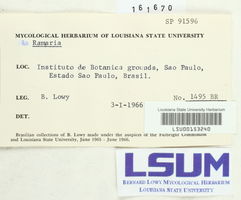 161670
SP 91596
MYCOLOGICAL HERBARIUM OF LOUISIANA STATE UNIVERSITY
Ramaria
LOC. Instituto de Botanica grounds, Sao Paulo,
Estado Sao Paulo, Brasil.
LEG. B. Lowy
3-1-1966 No. 1495 BR
Louisiana State University Herbarium
LSU00153240
DET.
Brazilian collections of B. Lowy made under the auspices of the Fulbright Commission
and Louisiana State University, June 1965 - June 1966.
LSUM
BERNARD LOWY MYCOLOGICAL HERBARIUM
LOUISIANA STATE UNIVERSITY